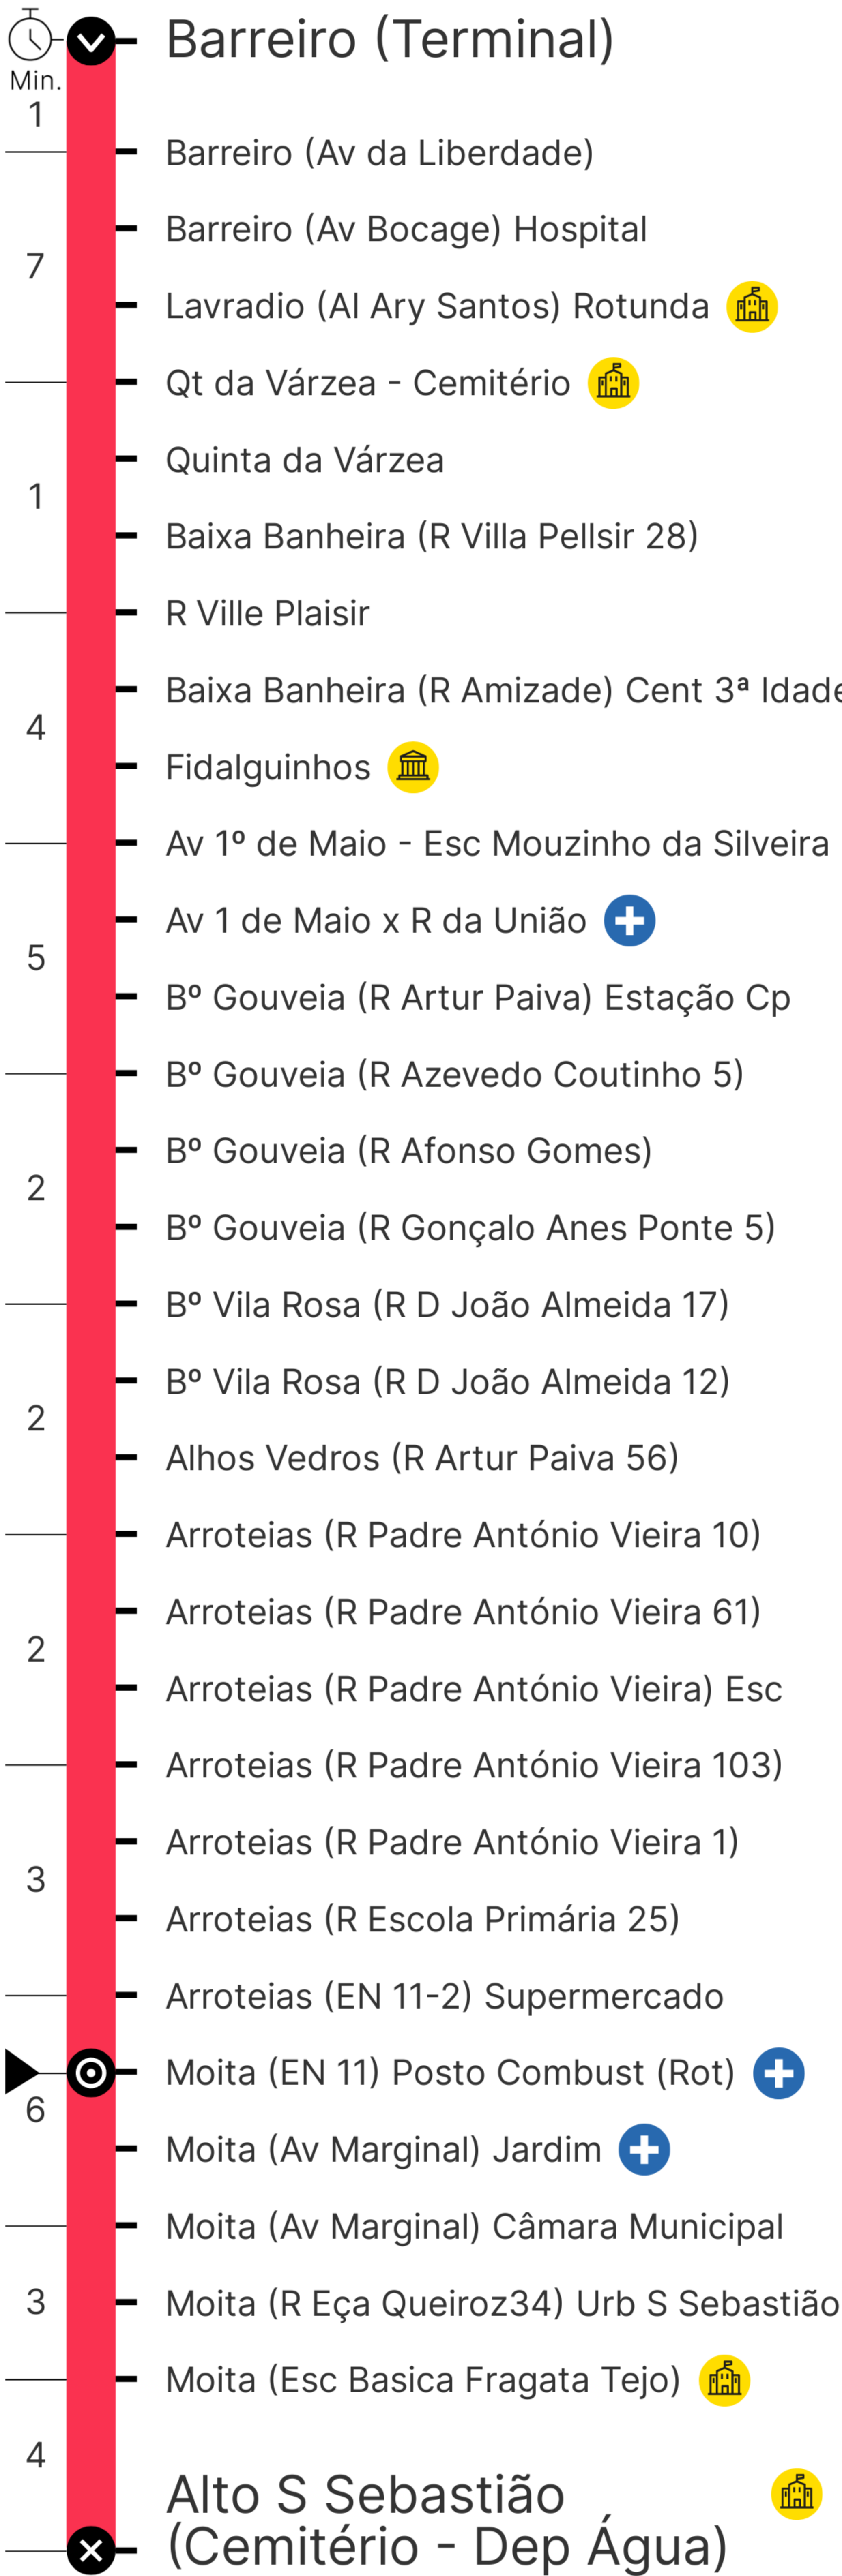 Barreiro (Terminal)
Min.
1
Barreiro (Av da Liberdade)
Barreiro (Av Bocage) Hospital
7
Lavradio (Al Ary Santos) Rotunda
Qt da Várzea - Cemitério
Quinta da Várzea
1
Baixa Banheira (R Villa Pellsir 28)
R Ville Plaisir
Baixa Banheira (R Amizade) Cent 3ª Idade
4
Fidalguinhos
Av 1º de Maio - Esc Mouzinho da Silveira
Av 1 de Maio x R da União
5
Bº Gouveia (R Artur Paiva) Estação Cp
Bº Gouveia (R Azevedo Coutinho 5)
Bº Gouveia (R Afonso Gomes)
2
Bº Gouveia (R Gonçalo Anes Ponte 5)
Bº Vila Rosa (R D João Almeida 17)
Bº Vila Rosa (R D João Almeida 12)
2
Alhos Vedros (R Artur Paiva 56)
Arroteias (R Padre António Vieira 10)
Arroteias (R Padre António Vieira 61)
2
Arroteias (R Padre António Vieira) Esc
Arroteias (R Padre António Vieira 103)
Arroteias (R Padre António Vieira 1)
3
Arroteias (R Escola Primária 25)
Arroteias (EN 11-2) Supermercado
Moita (EN 11) Posto Combust (Rot)
6
Moita (Av Marginal) Jardim
Moita (Av Marginal) Câmara Municipal
3
Moita (R Eça Queiroz34) Urb S Sebastião
Moita (Esc Basica Fragata Tejo)
4
Alto S Sebastião
(Cemitério - Dep Água)